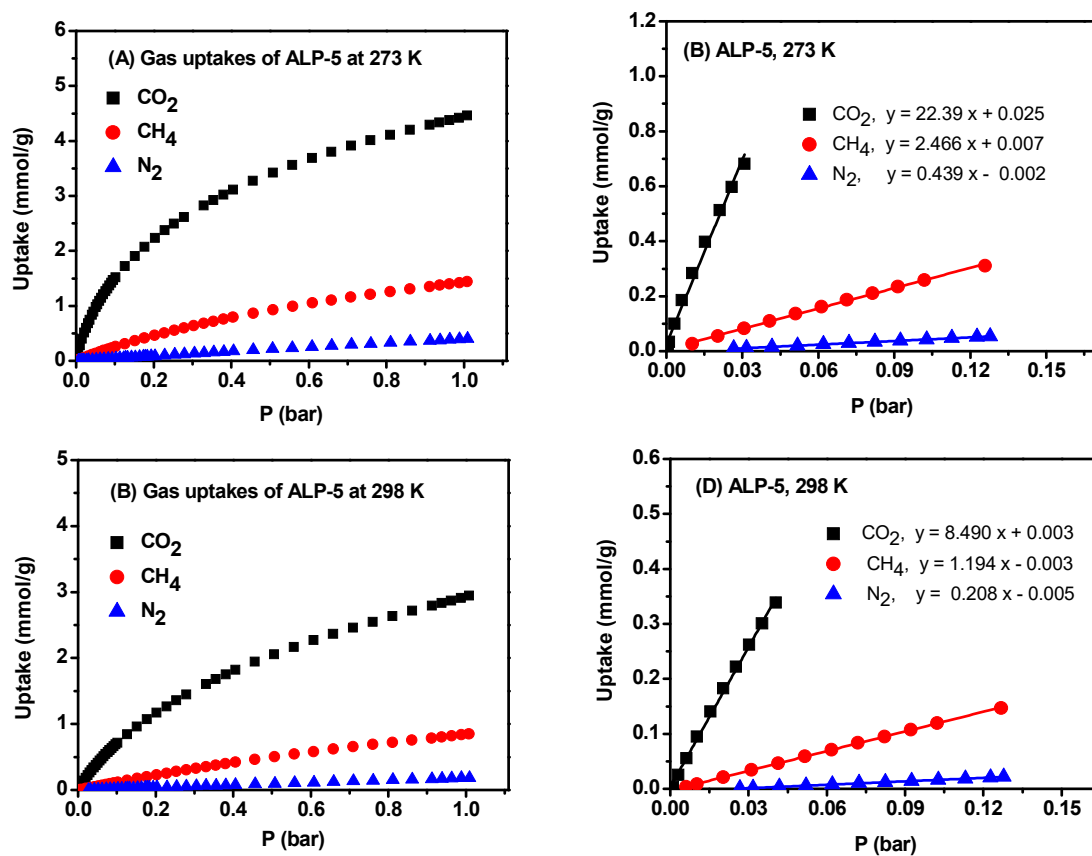 (A) Gas uptakes of ALP-5 at 273 K
CO2
CH4
N2
Uptake (mmol/g)
6
5
4
3
2
1
0
0.0 0.2 0.4 0.6 0.8 1.0
P (bar)
(B) ALP-5, 273 K
CO2, y = 22.39 x + 0.025
CH4, y = 2.466 x + 0.007
N2, y = 0.439 x - 0.002
Uptake (mmol/g)
1.2
1.0
0.8
0.6
0.4
0.2
0.0
0.00 0.03 0.06 0.09 0.12 0.15
P (bar)
(B) Gas uptakes of ALP-5 at 298 K
CO2
CH4
N2
Uptake (mmol/g)
5
4
3
2
1
0
0.0 0.2 0.4 0.6 0.8 1.0
P (bar)
(D) ALP-5, 298 K
CO2, y = 8.490 x + 0.003
CH4, y = 1.194 x - 0.003
N2, y = 0.208 x - 0.005
Uptake (mmol/g)
0.6
0.5
0.4
0.3
0.2
0.1
0.0
0.00 0.03 0.06 0.09 0.12 0.15
P (bar)